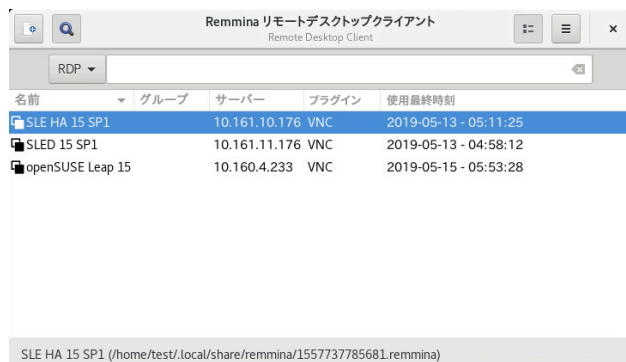 Remmina リモートデスクトップクライアント
Remote Desktop Client
RDP
名前 グループ サーバー プラグイン 使用最終時刻
SLE HA 15 SP1 10.161.10.176 VNC 2019-05-13 - 05:11:25
SLED 15 SP1 10.161.11.176 VNC 2019-05-13 - 04:58:12
openSUSE Leap 15 10.160.4.233 VNC 2019-05-15 - 05:53:28
SLE HA 15 SP1 (/home/test/.local/share/remmina/1557737785681.remmina)